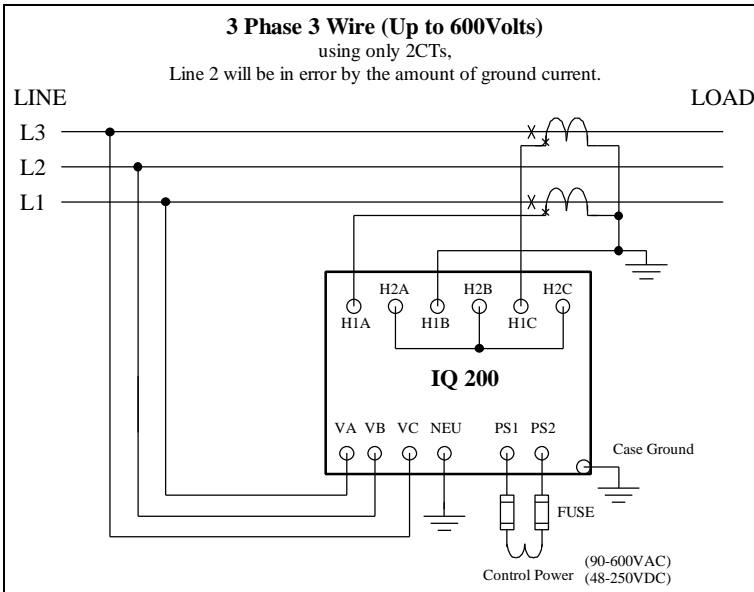 3 Phase 3 Wire (Up to 600Volts)
using only 2CTs,
Line 2 will be in error by the amount of ground current.
LINE
LOAD
L3
L2
L1
H2A
H2B
H2C
H1A
H1B
H1C
IQ 200
VA VB VC NEU PS1 PS2
Case Ground
FUSE
Control Power
(90-600VAC)
(48-250VDC)